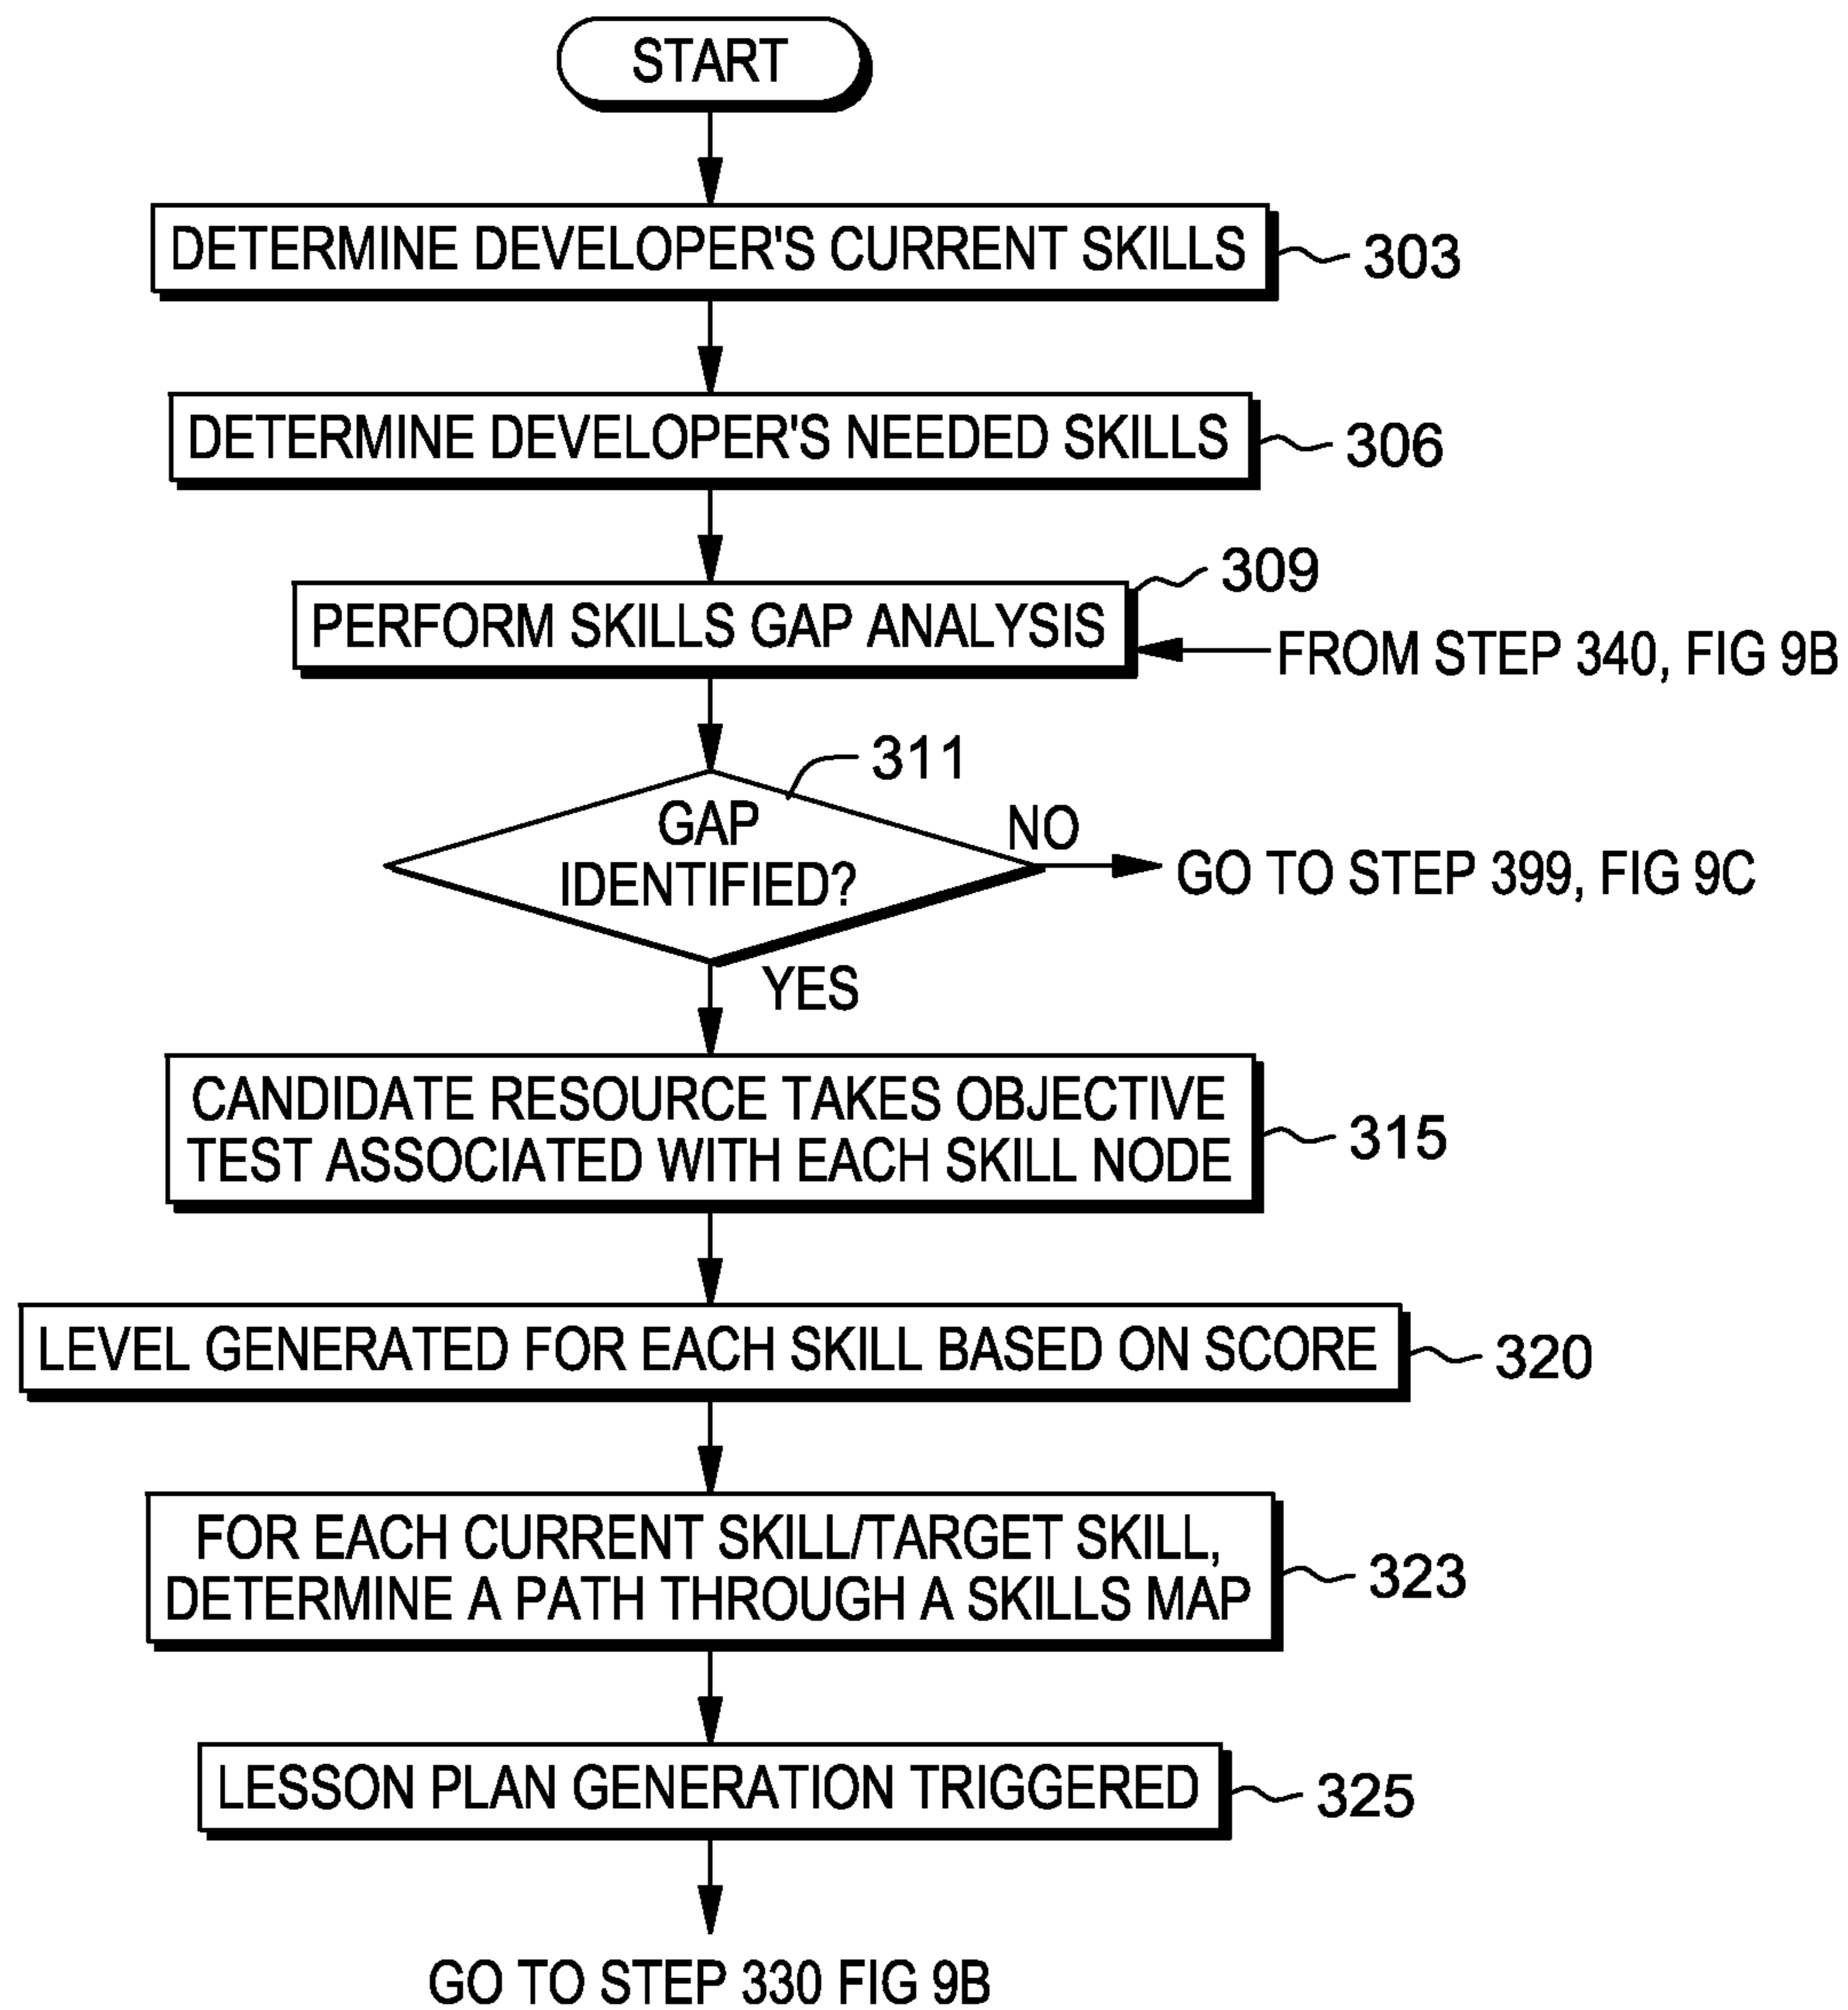 START
DETERMINE DEVELOPER'S CURRENT SKILLS
303
DETERMINE DEVELOPER'S NEEDED SKILLS
306
309
PERFORM SKILLS GAP ANALYSIS
FROM STEP 340, FIG 9B
311
GAP
IDENTIFIED?
NO
GO TO STEP 399, FIG 9C
YES
CANDIDATE RESOURCE TAKES OBJECTIVE
TEST ASSOCIATED WITH EACH SKILL NODE
315
LEVEL GENERATED FOR EACH SKILL BASED ON SCORE
320
FOR EACH CURRENT SKILL/TARGET SKILL,
DETERMINE A PATH THROUGH A SKILLS MAP
323
LESSON PLAN GENERATION TRIGGERED
325
GO TO STEP 330 FIG 9B